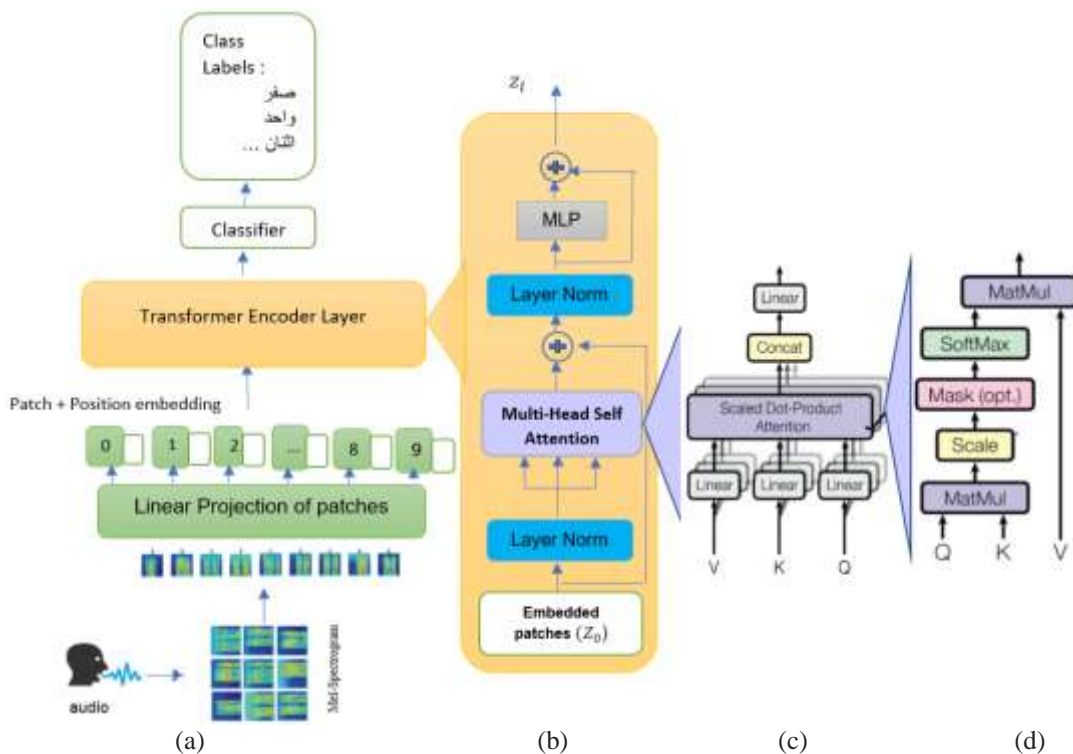 Class
Labels :
صفر
واحد
اثنان ...
Classifier
Transformer Encoder Layer
Patch + Position embedding
0 1 2 ... 8 9
Linear Projection of patches
audio
Mel-Spectrogram
(a)
z_l
MLP
Layer Norm
Multi-Head Self
Attention
Layer Norm
Embedded
patches (Z_0)
(b)
Linear
Concat
Scaled Dot-Product
Attention
Linear Linear Linear
V K Q
(c)
MatMul
SoftMax
Mask (opt.)
Scale
MatMul
Q K V
(d)